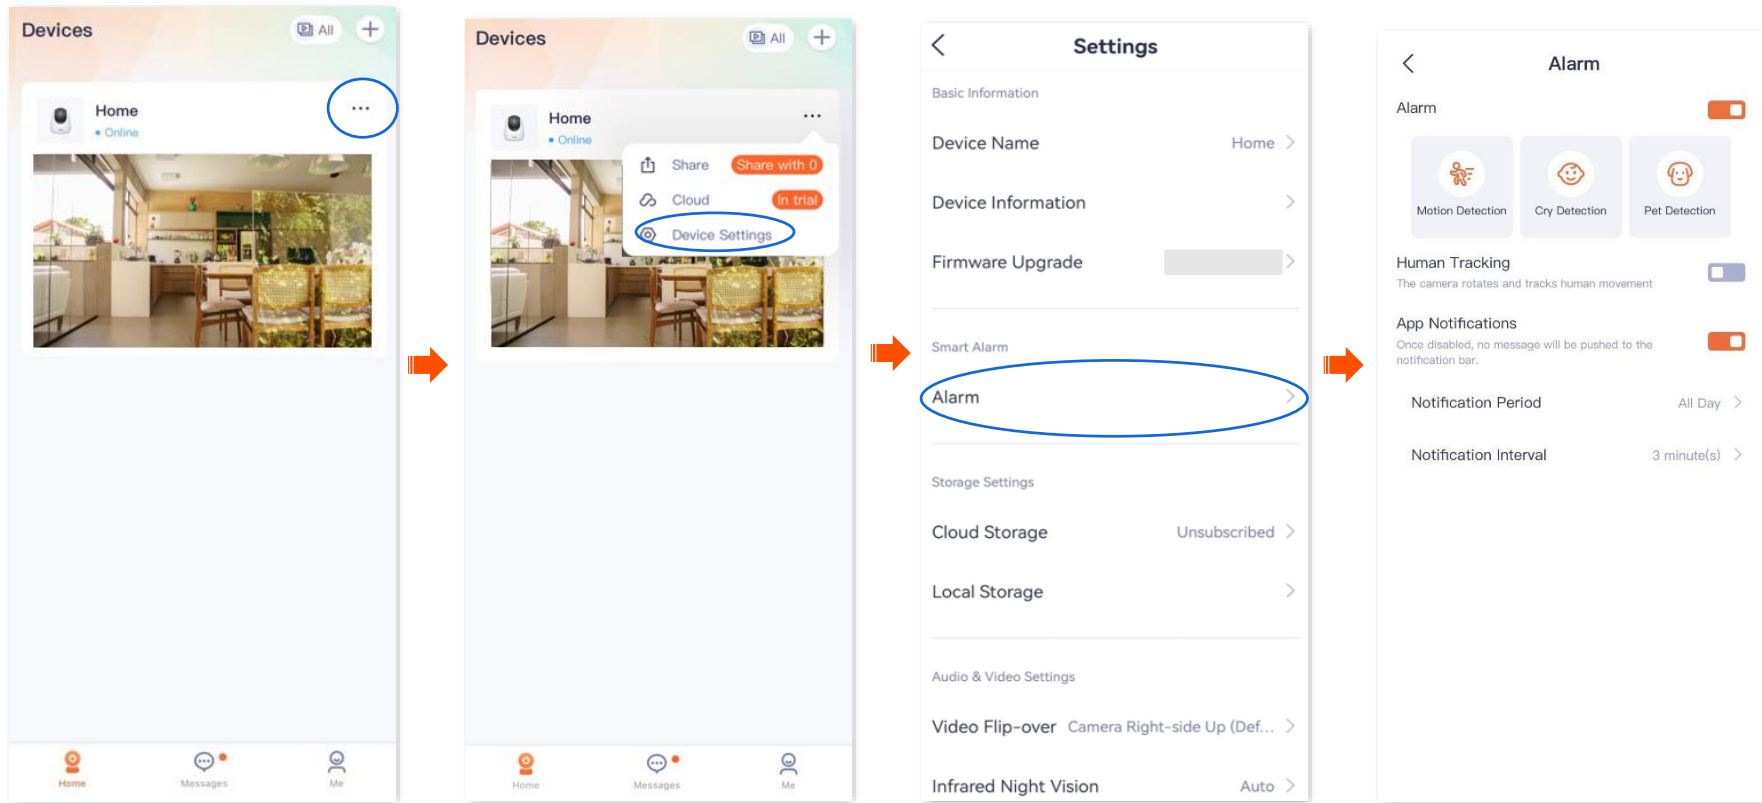 Devices
All
Home
• Online
Home
Messages
Me
Devices
All
Home
• Online
Share Share with 0
Cloud In trial
Device Settings
Home
Messages
Me
Settings
Basic Information
Device Name Home
Device Information
Firmware Upgrade
Smart Alarm
Alarm
Storage Settings
Cloud Storage Unsubscribed
Local Storage
Audio & Video Settings
Video Flip-over Camera Right-side Up (Def...
Infrared Night Vision Auto
Alarm
Alarm
Motion Detection Cry Detection Pet Detection
Human Tracking
The camera rotates and tracks human movement
App Notifications
Once disabled, no message will be pushed to the
notification bar.
Notification Period All Day
Notification Interval 3 minute(s)